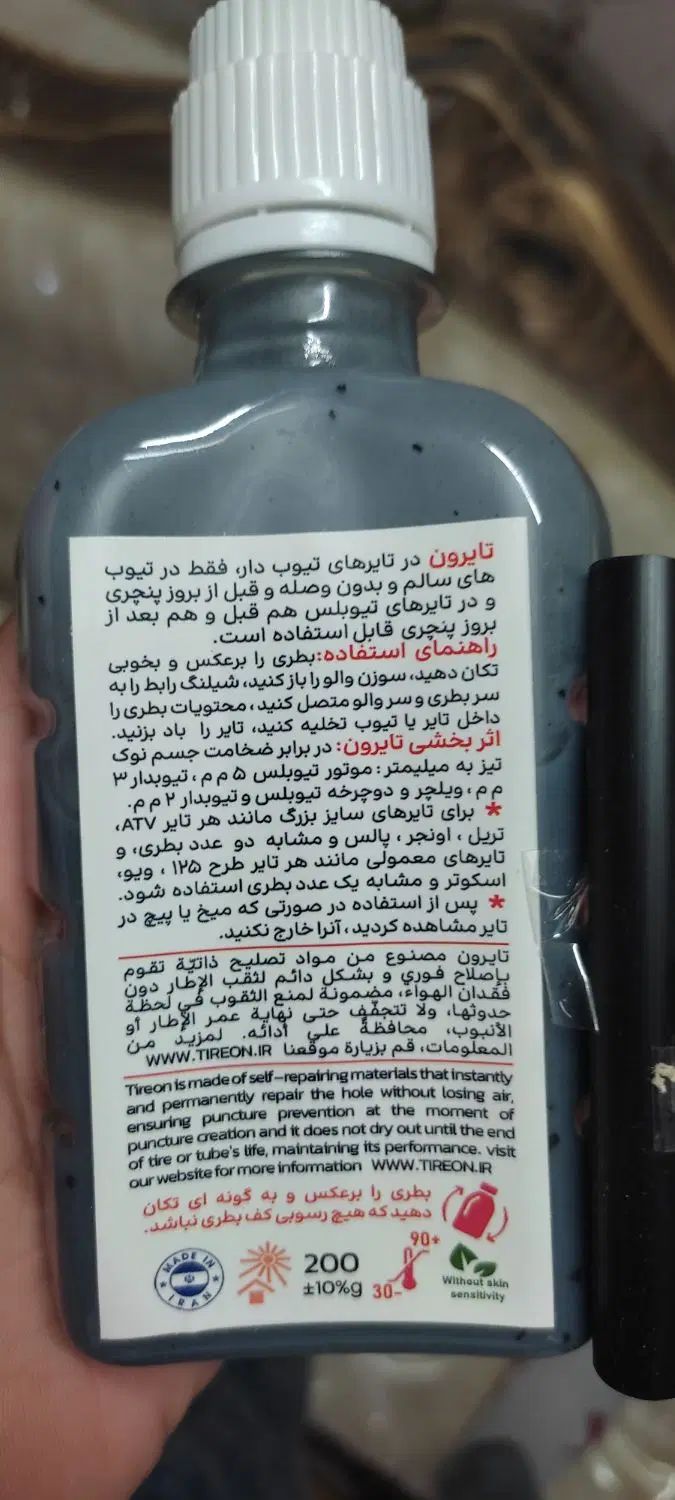 تایرون در تایرهای تیوب دار، فقط در تیوب
های سالم و بدون وصله و قبل از بروز پنچری
و در تایرهای تیوبلس هم قبل و هم بعد از
بروز پنچری قابل استفاده است.
راهنمای استفاده:بطری را برعکس و بخوبی
تکان دهید، سوزن والو را باز کنید، شیلنگ رابط را به
سر بطری و سر والو متصل کنید ، محتویات بطری را
داخل تایر یا تیوب تخلیه کنید، تایر را باد بزنید.
اثر بخشی تایرون: در برابر ضخامت جسم نوک
تیز به میلیمتر : موتور تیوبلس ۵ م م ، تیوبدار ۳
م م ، ویلچر و دوچرخه تیوبلس و تیوبدار ۲ م م.
* برای تایرهای سایز بزرگ مانند هر تایر ATV،
تریل ، اونجر ، پالس و مشابه دو عدد بطری، و
تایرهای معمولی مانند هر تایر طرح ۱۲۵ ، ویو،
اسکوتر و مشابه یک عدد بطری استفاده شود.
* پس از استفاده در صورتی که میخ یا پیچ در
تایر مشاهده کردید ، آنرا خارج نکنید.
تایرون مصنوع من مواد تصلیح ذاتیّة تقوم
بإصلاح فوري و بشكل دائم لثقب الإطار دون
فقدان الهواء، مضمونة لمنع الثقوب في لحظة
حدوثها، ولا تتجفّف حتى نهاية عمر الإطار أو
الأنبوب، محافظةً علي أدائه. لمزيد من
المعلومات، قم بزيارة موقعنا WWW.TIREON.IR
Tireon is made of self-repairing materials that instantly
and permanently repair the hole without losing air,
ensuring puncture prevention at the moment of
puncture creation and it does not dry out until the end
of tire or tube's life, maintaining its performance. visit
our website for more information WWW.TIREON.IR
بطری را برعکس و به گونه ای تکان
دهید که هیچ رسوبی کف بطری نباشد.
MADE IN
IRAN
200
±10%g
90+
30-
Without skin
sensitivity